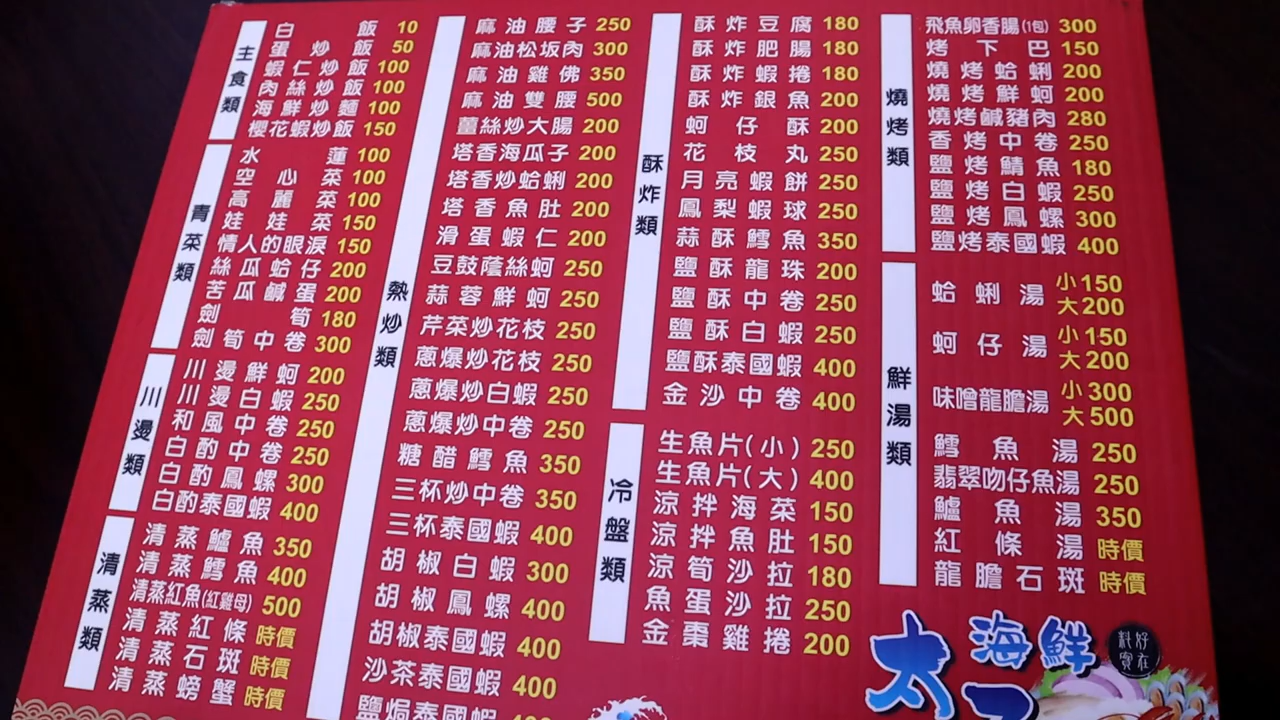 主食類
白飯 10
蛋炒飯 50
蝦仁炒飯 100
肉絲炒飯 100
海鮮炒麵 100
櫻花蝦炒飯 150
青菜類
水蓮 100
空心菜 100
高麗菜 100
娃娃菜 150
情人的眼淚 150
絲瓜蛤仔 200
苦瓜鹹蛋 200
劍筍 180
劍筍中卷 300
川燙類
川燙鮮蚵 200
川燙白蝦 250
和風中卷 250
白酌中卷 250
白酌鳳螺 300
白酌泰國蝦 400
清蒸類
清蒸鱸魚 350
清蒸鱈魚 400
清蒸紅魚(紅雞母) 500
清蒸紅條 時價
清蒸石斑 時價
清蒸螃蟹 時價
熱炒類
麻油腰子 250
麻油松坂肉 300
麻油雞佛 350
麻油雙腰 500
薑絲炒大腸 200
塔香海瓜子 200
塔香炒蛤蜊 200
塔香魚肚 200
滑蛋蝦仁 200
豆鼓蔭絲蚵 250
蒜蓉鮮蚵 250
芹菜炒花枝 250
蔥爆炒花枝 250
蔥爆炒白蝦 250
蔥爆炒中卷 250
糖醋鱈魚 350
三杯炒中卷 350
三杯泰國蝦 400
胡椒白蝦 300
胡椒鳳螺 400
胡椒泰國蝦 400
沙茶泰國蝦 400
鹽焗泰國蝦 400
酥炸類
酥炸豆腐 180
酥炸肥腸 180
酥炸蝦捲 180
酥炸銀魚 200
蚵仔酥 200
花枝丸 250
月亮蝦餅 250
鳳梨蝦球 250
蒜酥鱈魚 350
鹽酥龍珠 200
鹽酥中卷 250
鹽酥白蝦 250
鹽酥泰國蝦 400
金沙中卷 400
冷盤類
生魚片(小) 250
生魚片(大) 400
涼拌海菜 150
涼拌魚肚 150
涼筍沙拉 180
魚蛋沙拉 250
金棗雞捲 200
燒烤類
飛魚卵香腸(1包) 300
烤下巴 150
燒烤蛤蜊 200
燒烤鮮蚵 200
燒烤鹹豬肉 280
香烤中卷 250
鹽烤鯖魚 180
鹽烤白蝦 250
鹽烤鳳螺 300
鹽烤泰國蝦 400
鮮湯類
蛤蜊湯 小150
大200
蚵仔湯 小150
大200
味噌龍膽湯 小300
大500
鱈魚湯 250
翡翠吻仔魚湯 250
鱸魚湯 350
紅條湯 時價
龍膽石斑 時價
太
海鮮
好在
料實